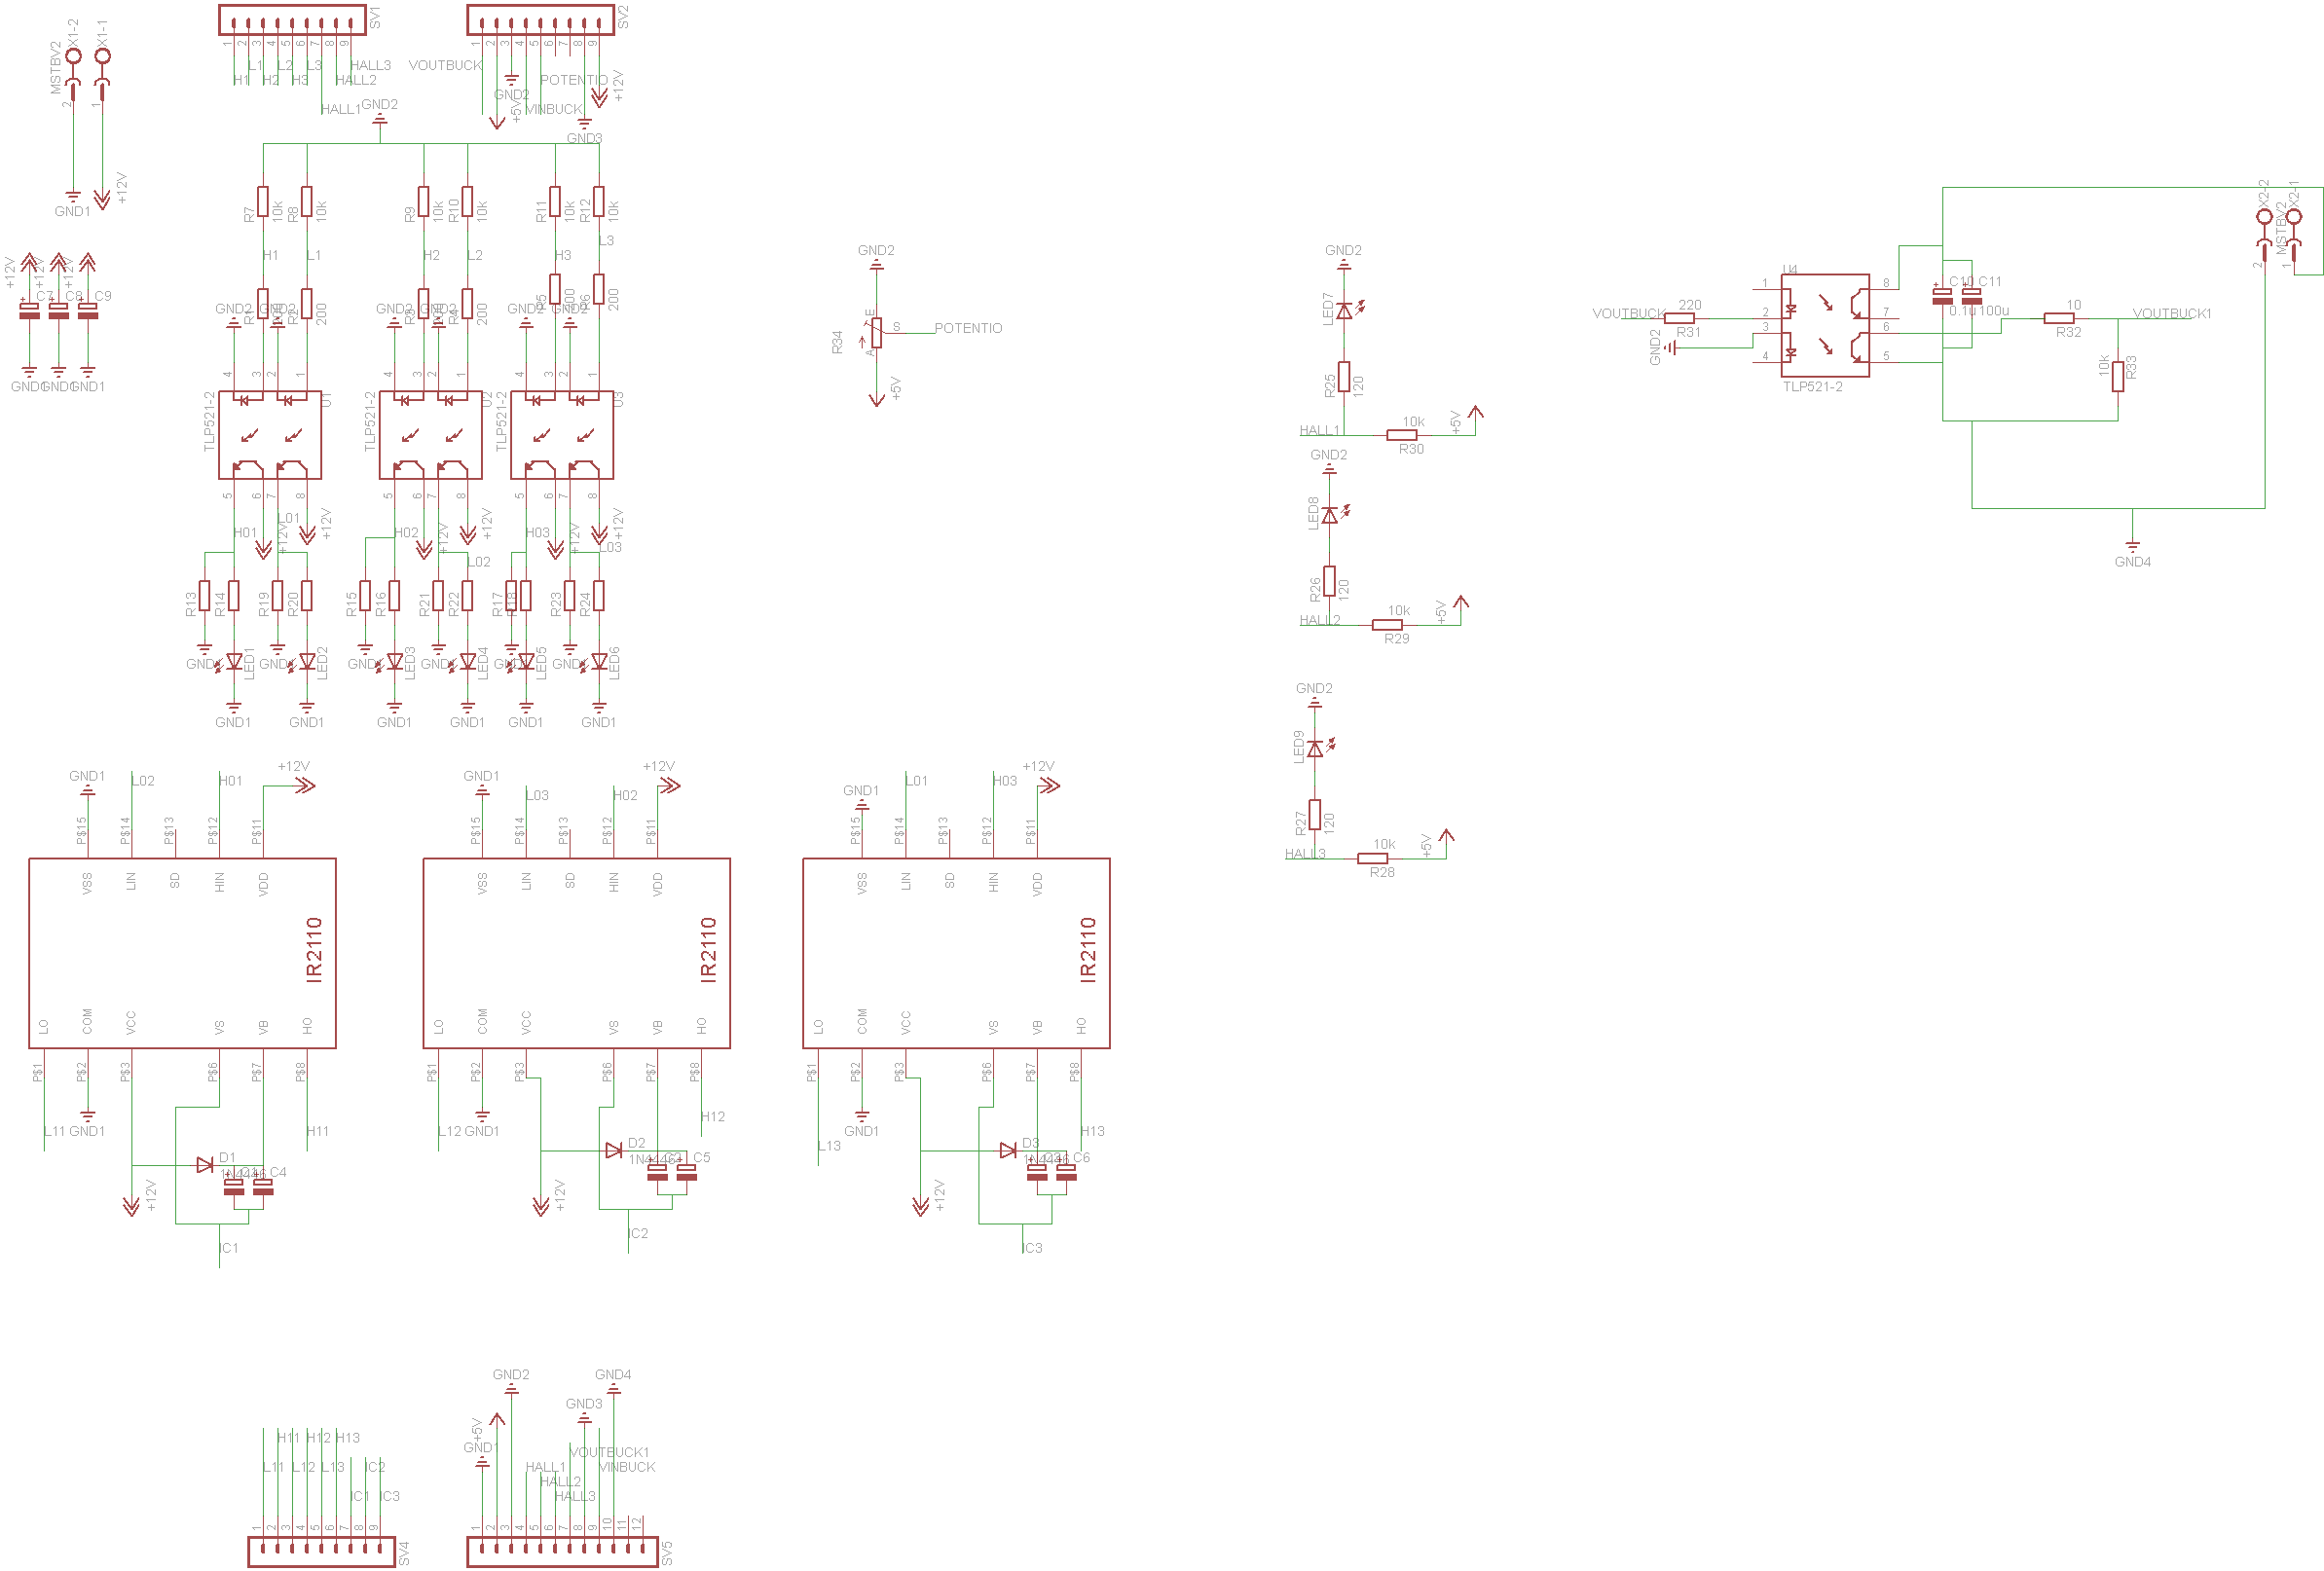 MSTBV2
X1-2
X1-1
2
1
GND1
+12V
SV1
1
2
3
4
5
6
7
8
9
H1
L1
H2
L2
H3
L3
HALL1
HALL2
HALL3
SV2
1
2
3
4
5
6
7
8
9
VOUTBUCK
GND2
+5V
VINBUCK
POTENTIO
GND3
+12V
GND2
R7
10k
R8
10k
R9
10k
R10
10k
R11
10k
R12
10k
H1
L1
H2
L2
H3
L3
+12V
+12V
+12V
C7
C8
C9
GND1
GND1
GND1
GND2
GND2
GND2
GND2
GND2
GND2
R1
R2
200
R3
R4
200
R5
R6
200
4
3
2
1
4
3
2
1
4
3
2
1
TLP521-2
U1
TLP521-2
U2
TLP521-2
U3
5
6
7
8
5
6
7
8
5
6
7
8
H01
+12V
L01
+12V
H02
+12V
L02
+12V
H03
+12V
L03
+12V
R13
R14
R19
R20
R15
R16
R21
R22
R17
R18
R23
R24
LED1
LED2
LED3
LED4
LED5
LED6
GND1
GND1
GND1
GND1
GND1
GND1
GND2
R34
E
S
A
POTENTIO
+5V
GND2
LED7
R25
120
HALL1
10k
R30
+5V
GND2
LED8
R26
120
HALL2
10k
R29
+5V
GND2
LED9
R27
120
HALL3
10k
R28
+5V
VOUTBUCK
220
R31
GND2
U4
1
2
3
4
8
7
6
5
TLP521-2
C10
C11
0.1u
100u
10
R32
VOUTBUCK1
10k
R33
X2-2
X2-1
MSTBV2
2
1
GND4
GND1
L02
H01
+12V
P$15
P$14
P$13
P$12
P$11
VSS
LIN
SD
HIN
VDD
IR2110
LO
COM
VCC
VS
VB
HO
P$1
P$2
P$3
P$6
P$7
P$8
L11
GND1
H11
D1
1N4446
C4
+12V
IC1
GND1
L03
H02
+12V
P$15
P$14
P$13
P$12
P$11
VSS
LIN
SD
HIN
VDD
IR2110
LO
COM
VCC
VS
VB
HO
P$1
P$2
P$3
P$6
P$7
P$8
L12
GND1
H12
D2
1N4446
C5
+12V
IC2
GND1
L01
H03
+12V
P$15
P$14
P$13
P$12
P$11
VSS
LIN
SD
HIN
VDD
IR2110
LO
COM
VCC
VS
VB
HO
P$1
P$2
P$3
P$6
P$7
P$8
L13
GND1
H13
D3
1N4446
C6
+12V
IC3
L11
H11
L12
H12
L13
H13
IC1
IC2
IC3
1
2
3
4
5
6
7
8
9
SV4
GND1
+5V
GND2
HALL1
HALL2
HALL3
VOUTBUCK1
GND3
VINBUCK
GND4
1
2
3
4
5
6
7
8
9
10
11
12
SV5